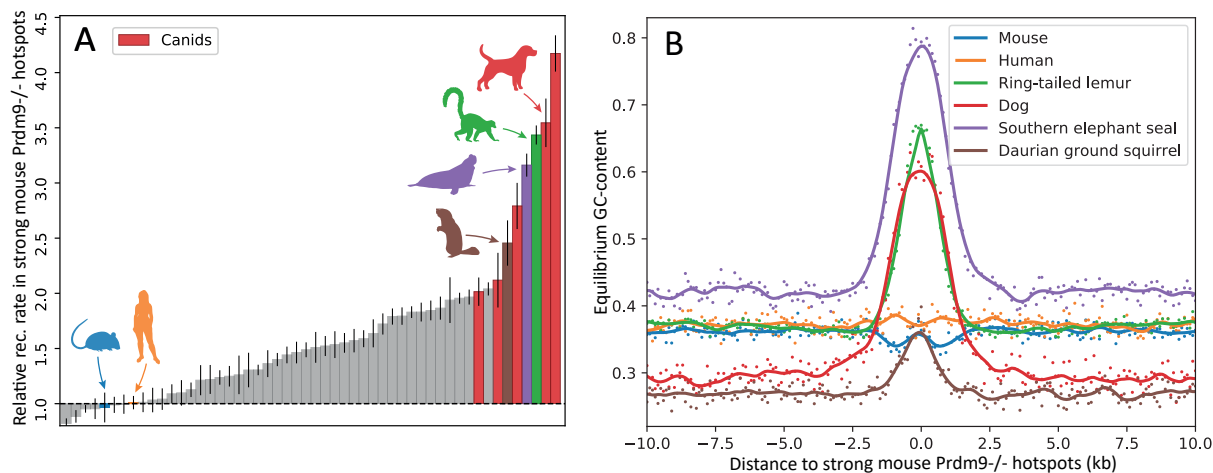 A
Canids
Relative rec. rate in strong mouse Prdm9-/- hotspots
4.5
4.0
3.5
3.0
2.5
2.0
1.5
1.0
B
Mouse
Human
Ring-tailed lemur
Dog
Southern elephant seal
Daurian ground squirrel
Equilibrium GC-content
0.8
0.7
0.6
0.5
0.4
0.3
−10.0 −7.5 −5.0 −2.5 0.0 2.5 5.0 7.5 10.0
Distance to strong mouse Prdm9-/- hotspots (kb)